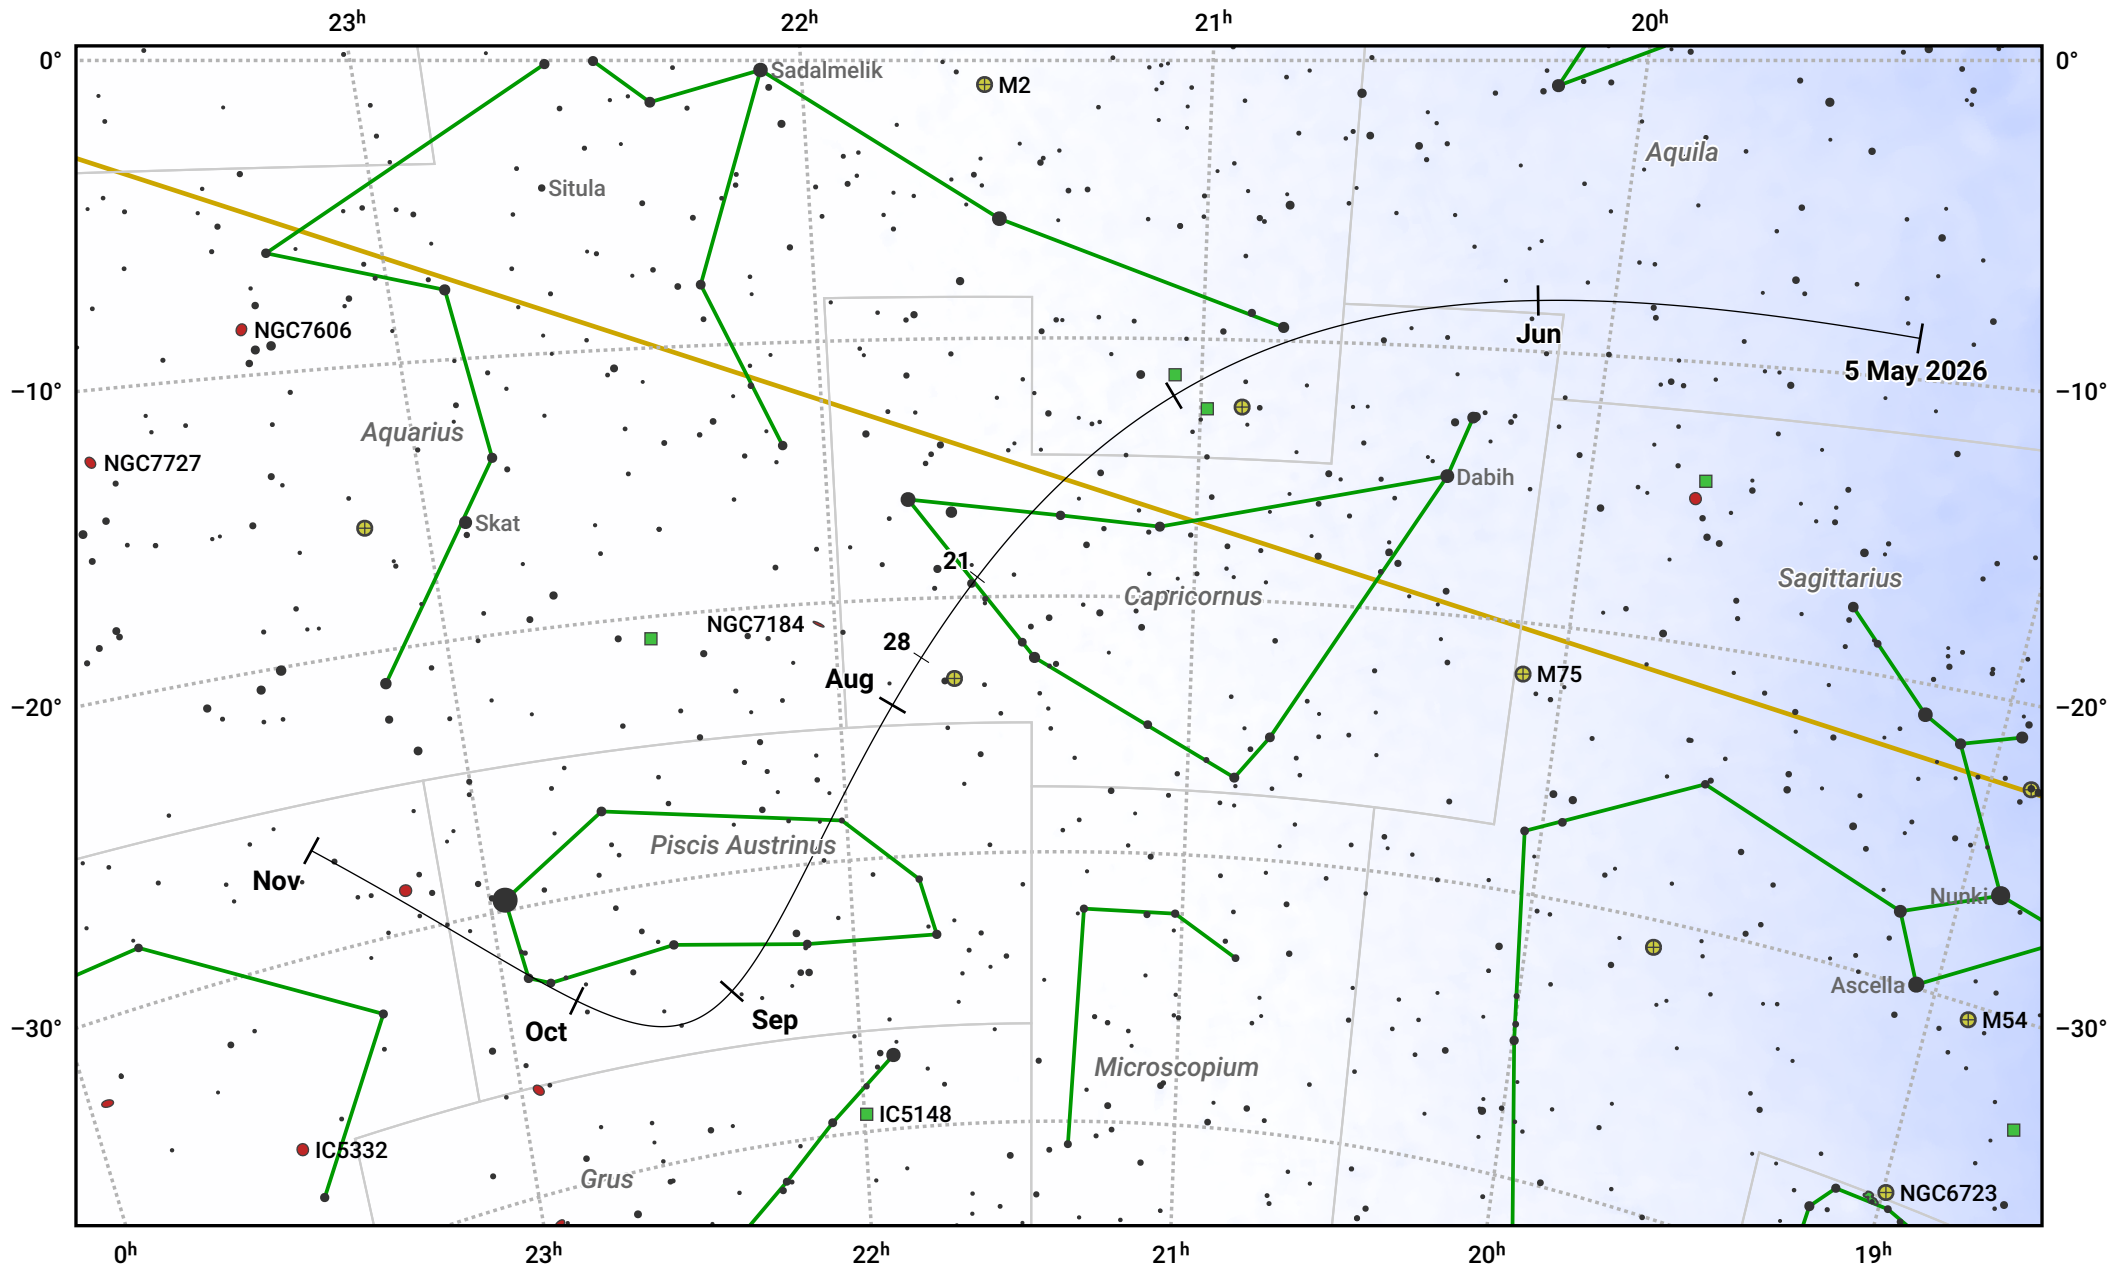 23ʰ 22ʰ 21ʰ 20ʰ
0° 0°
Sadalmelik
M2
Aquila
Situla
NGC7606
Jun
5 May 2026
−10° −10°
Aquarius
NGC7727
Dabih
Skat
21
Sagittarius
Capricornus
NGC7184
28
Aug
M75
−20° −20°
Piscis Austrinus
Nov
Nunki
Ascella
Sep
M54
Oct
−30° −30°
Microscopium
IC5148
IC5332
Grus
NGC6723
0ʰ 23ʰ 22ʰ 21ʰ 20ʰ 19ʰ